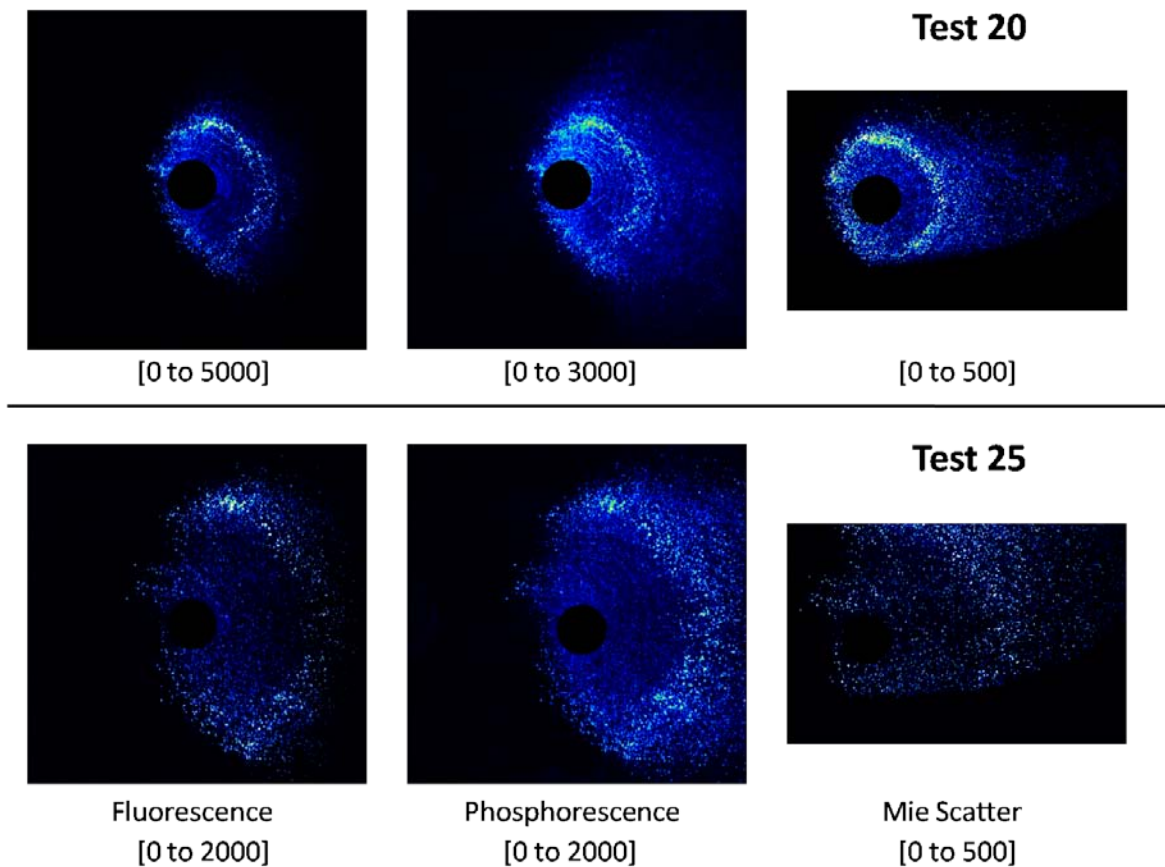 Test 20
[0 to 5000]
[0 to 3000]
[0 to 500]
Test 25
Fluorescence
Phosphorescence
Mie Scatter
[0 to 2000]
[0 to 2000]
[0 to 500]